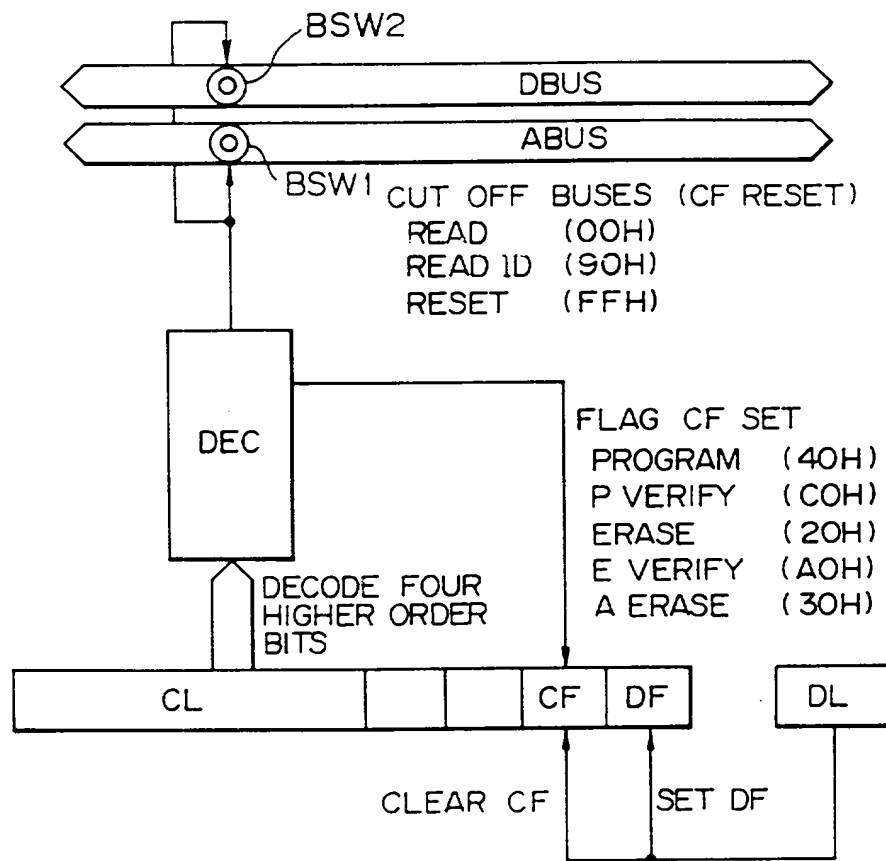 BSW2
DBUS
ABUS
BSW1
CUT OFF BUSES (CF RESET)
READ (00H)
READ ID (90H)
RESET (FFH)
DEC
FLAG CF SET
PROGRAM (40H)
P VERIFY (C0H)
ERASE (20H)
E VERIFY (A0H)
A ERASE (30H)
DECODE FOUR
HIGHER ORDER
BITS
CL CF DF DL
CLEAR CF SET DF